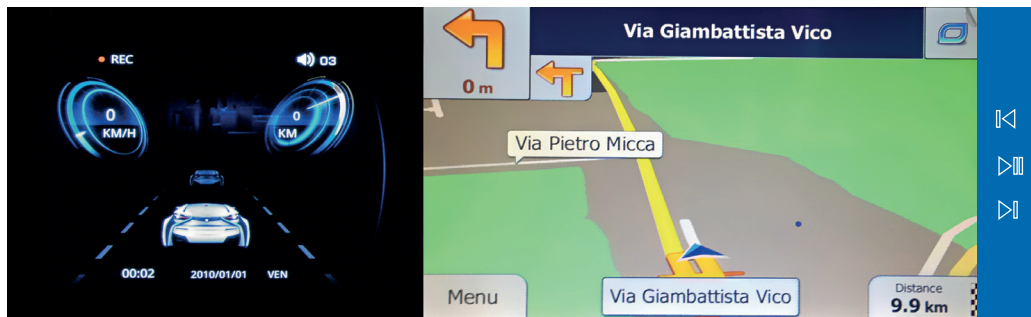 REC
03
0
KM/H
0
KM
00:02
2010/01/01
VEN
0 m
Via Giambattista Vico
Via Pietro Micca
Menu
Via Giambattista Vico
Distance
9.9 km